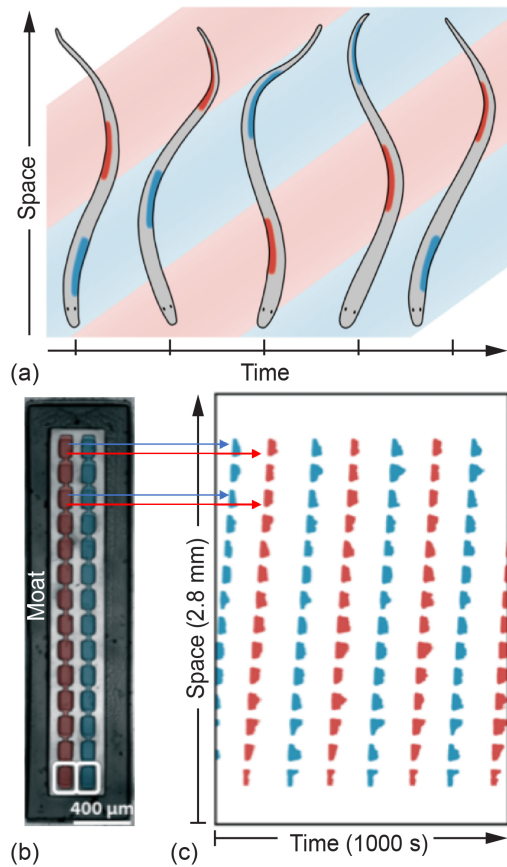 Space
(a)
Time
Moat
400 μm
(b)
Space (2.8 mm)
(c)
Time (1000 s)